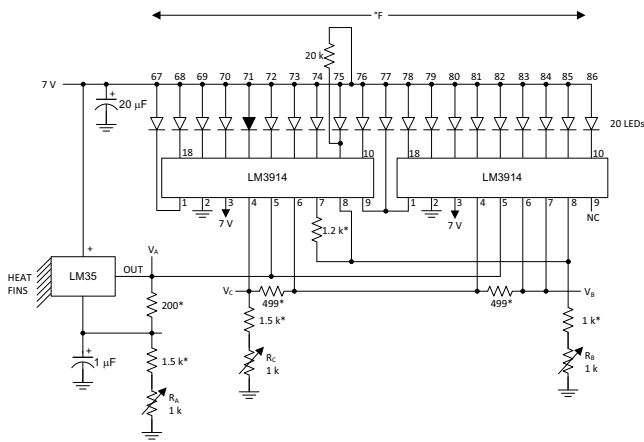 °F
20 k
7 V
67 68 69 70 71 72 73 74 75 76 77 78 79 80 81 82 83 84 85 86
+
20 μF
20 LEDs
18 10 18 10
LM3914 LM3914
1 2 3 4 5 6 7 8 9 1 2 3 4 5 6 7 8 9
7 V 7 V NC
1.2 k*
+
VA
HEAT
FINS
LM35
OUT
VC VB
200* 499* 499*
1.5 k* 1 k*
+
1 μF
1.5 k*
RC
1 k
RB
1 k
RA
1 k